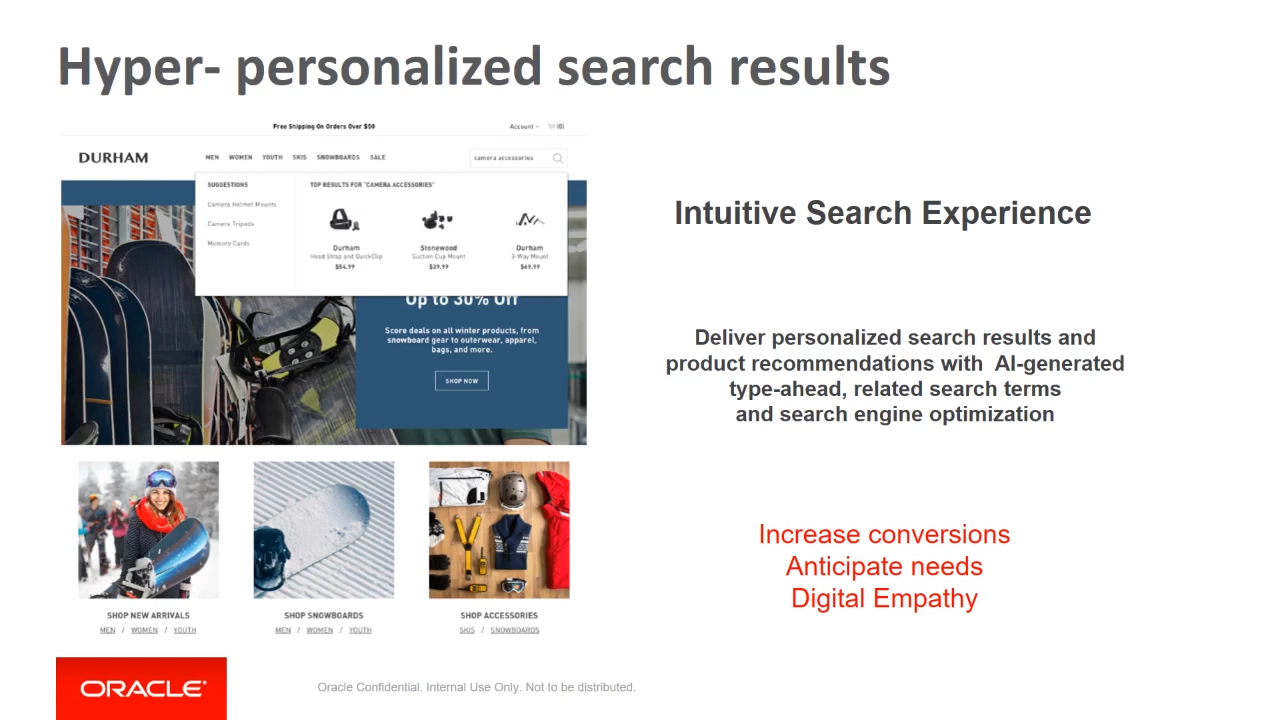 Hyper- personalized search results
Free Shipping On Orders Over $50
Account
(0)
DURHAM
MEN WOMEN YOUTH SKIS SNOWBOARDS SALE
camera accessories
SUGGESTIONS
Camera Helmet Mounts
Camera Tripods
Memory Cards
TOP RESULTS FOR "CAMERA ACCESSORIES"
Durham
Head Strap and QuickClip
$54.99
Stonewood
Suction Cup Mount
$39.99
Durham
3-Way Mount
$69.99
Up to 30% Off
Score deals on all winter products, from
snowboard gear to outerwear, apparel,
bags, and more.
SHOP NOW
SHOP NEW ARRIVALS
MEN / WOMEN / YOUTH
SHOP SNOWBOARDS
MEN / WOMEN / YOUTH
SHOP ACCESSORIES
SKIS / SNOWBOARDS
Intuitive Search Experience
Deliver personalized search results and
product recommendations with AI-generated
type-ahead, related search terms
and search engine optimization
Increase conversions
Anticipate needs
Digital Empathy
ORACLE®
Oracle Confidential. Internal Use Only. Not to be distributed.